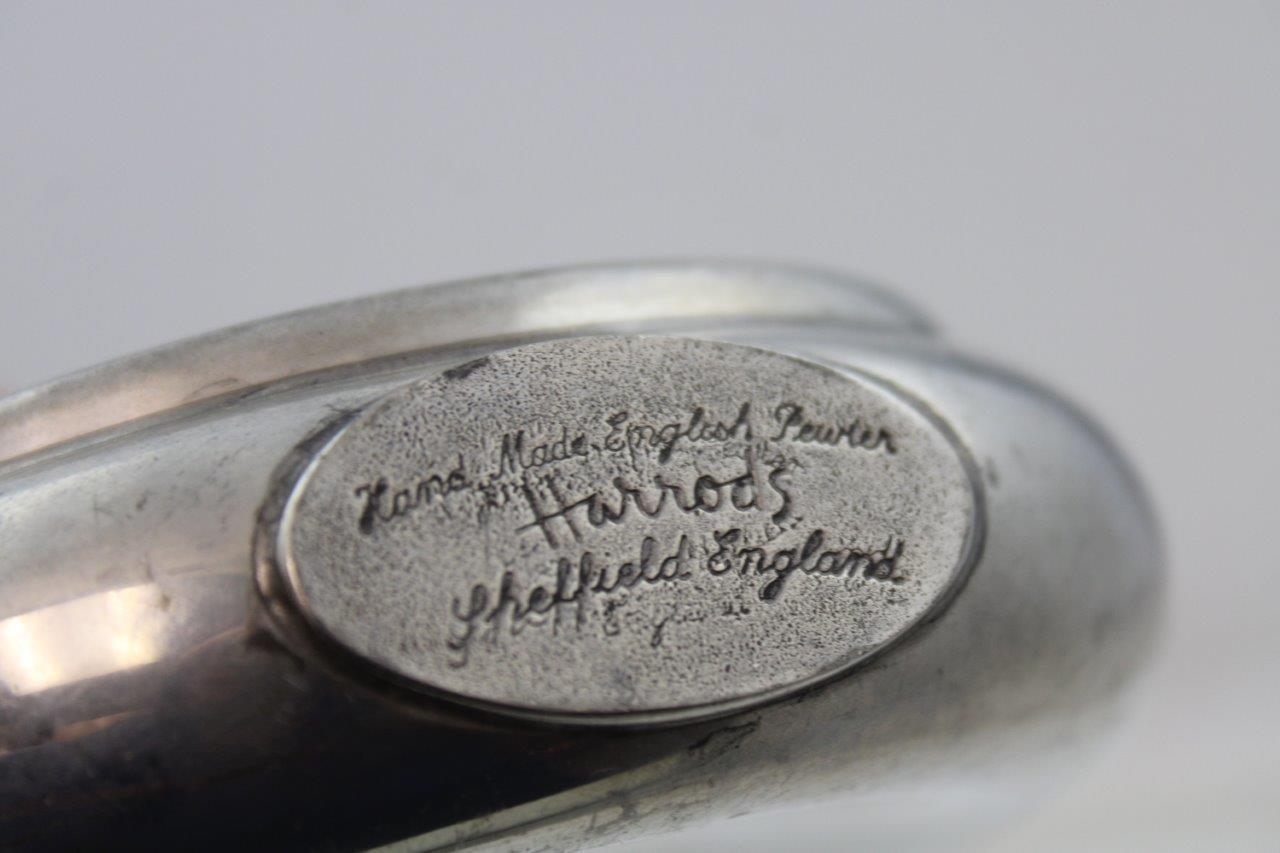 Hand Made English Pewter
Harrods
Sheffield England